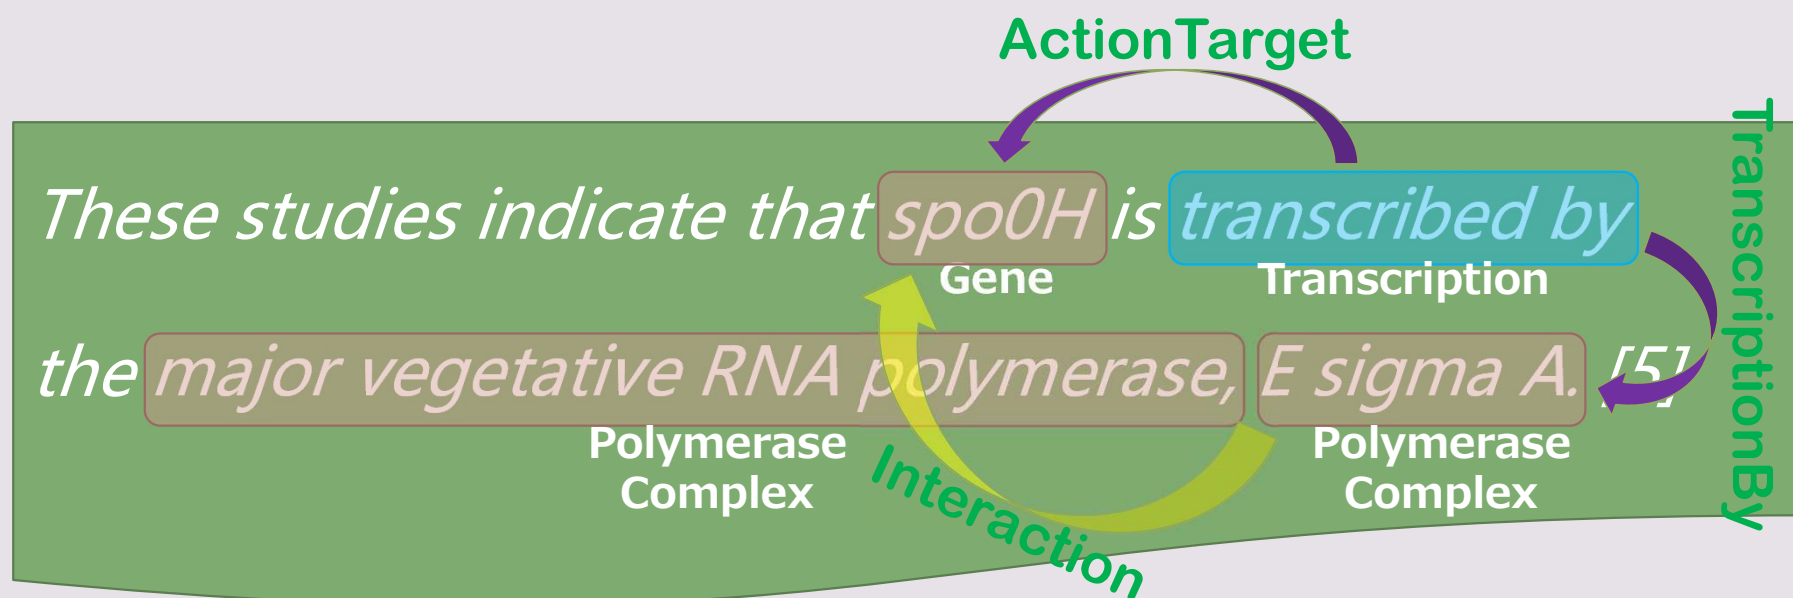 ActionTarget
These studies indicate that spo0H is transcribed by
Gene Transcription
TranscriptionBy
the major vegetative RNA polymerase, E sigma A. [5]
Polymerase Complex
Polymerase Complex
Interaction